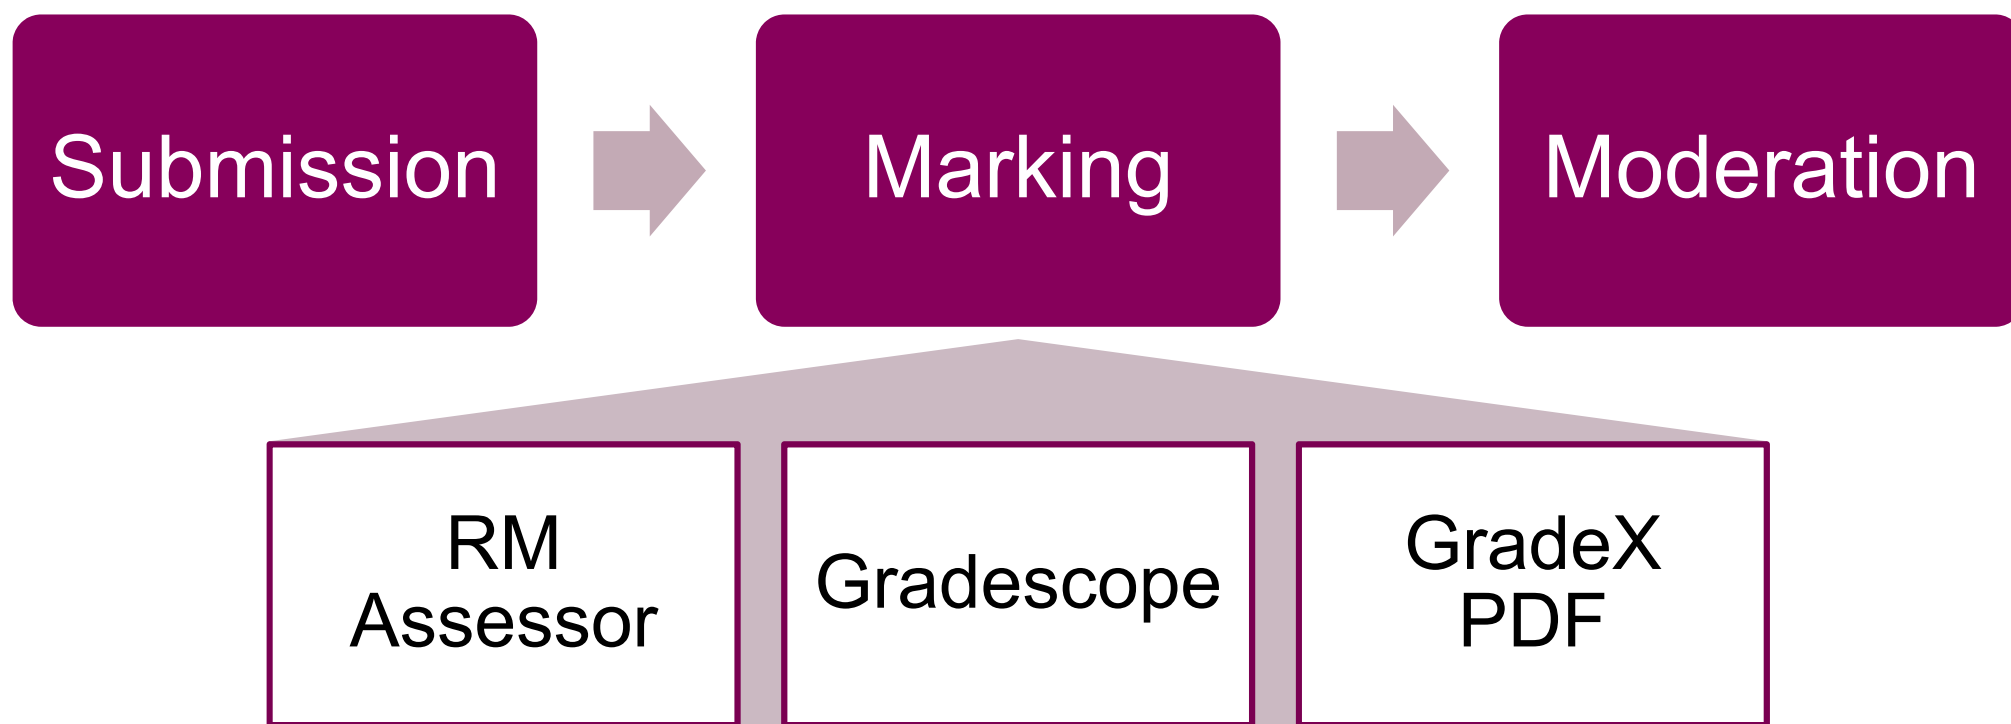 Submission
Marking
Moderation
RM
Assessor
Gradescope
GradeX
PDF